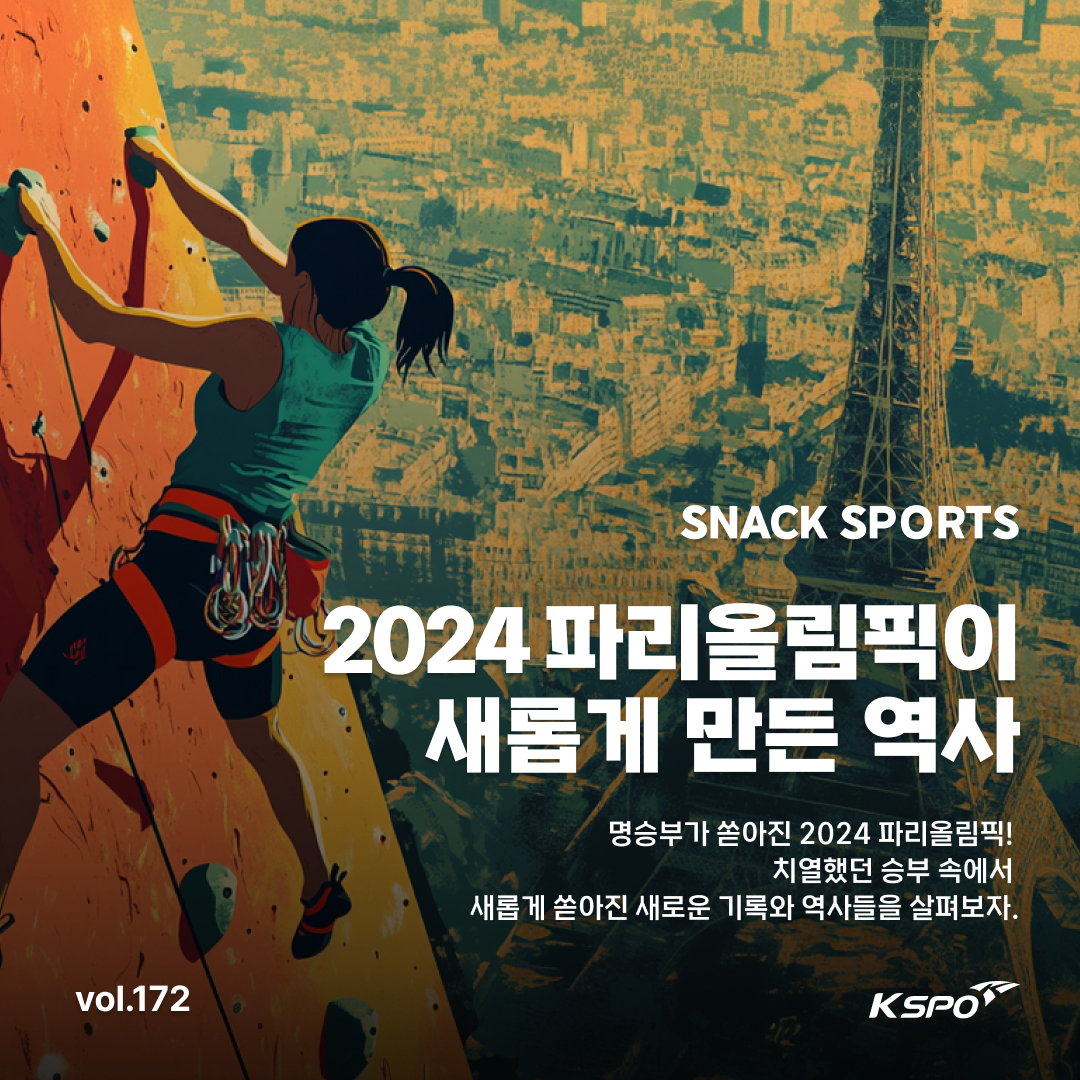 SNACK SPORTS
2024 파리올림픽이
새롭게 만든 역사
명승부가 쏟아진 2024 파리올림픽!
치열했던 승부 속에서
새롭게 쏟아진 새로운 기록와 역사들을 살펴보자.
vol.172
KSPO